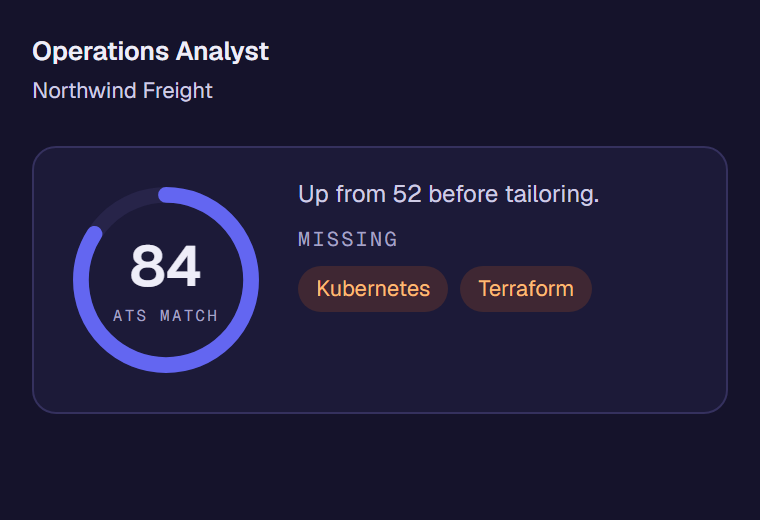 Operations Analyst
Northwind Freight
84
ATS MATCH
Up from 52 before tailoring.
MISSING
Kubernetes Terraform